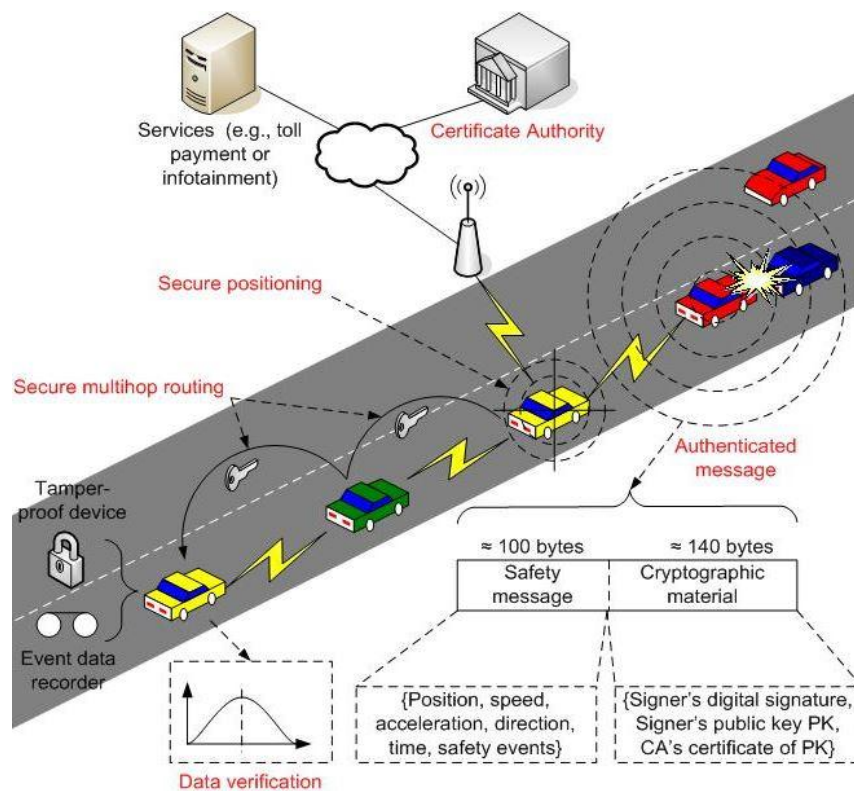 Services (e.g., toll
payment or
infotainment)
Certificate Authority
Secure positioning
Secure multihop routing
Authenticated
message
Tamper-
proof device
≈ 100 bytes
≈ 140 bytes
Safety
message
Cryptographic
material
Event data
recorder
{Position, speed,
acceleration, direction,
time, safety events}
{Signer's digital signature,
Signer's public key PK,
CA's certificate of PK}
Data verification